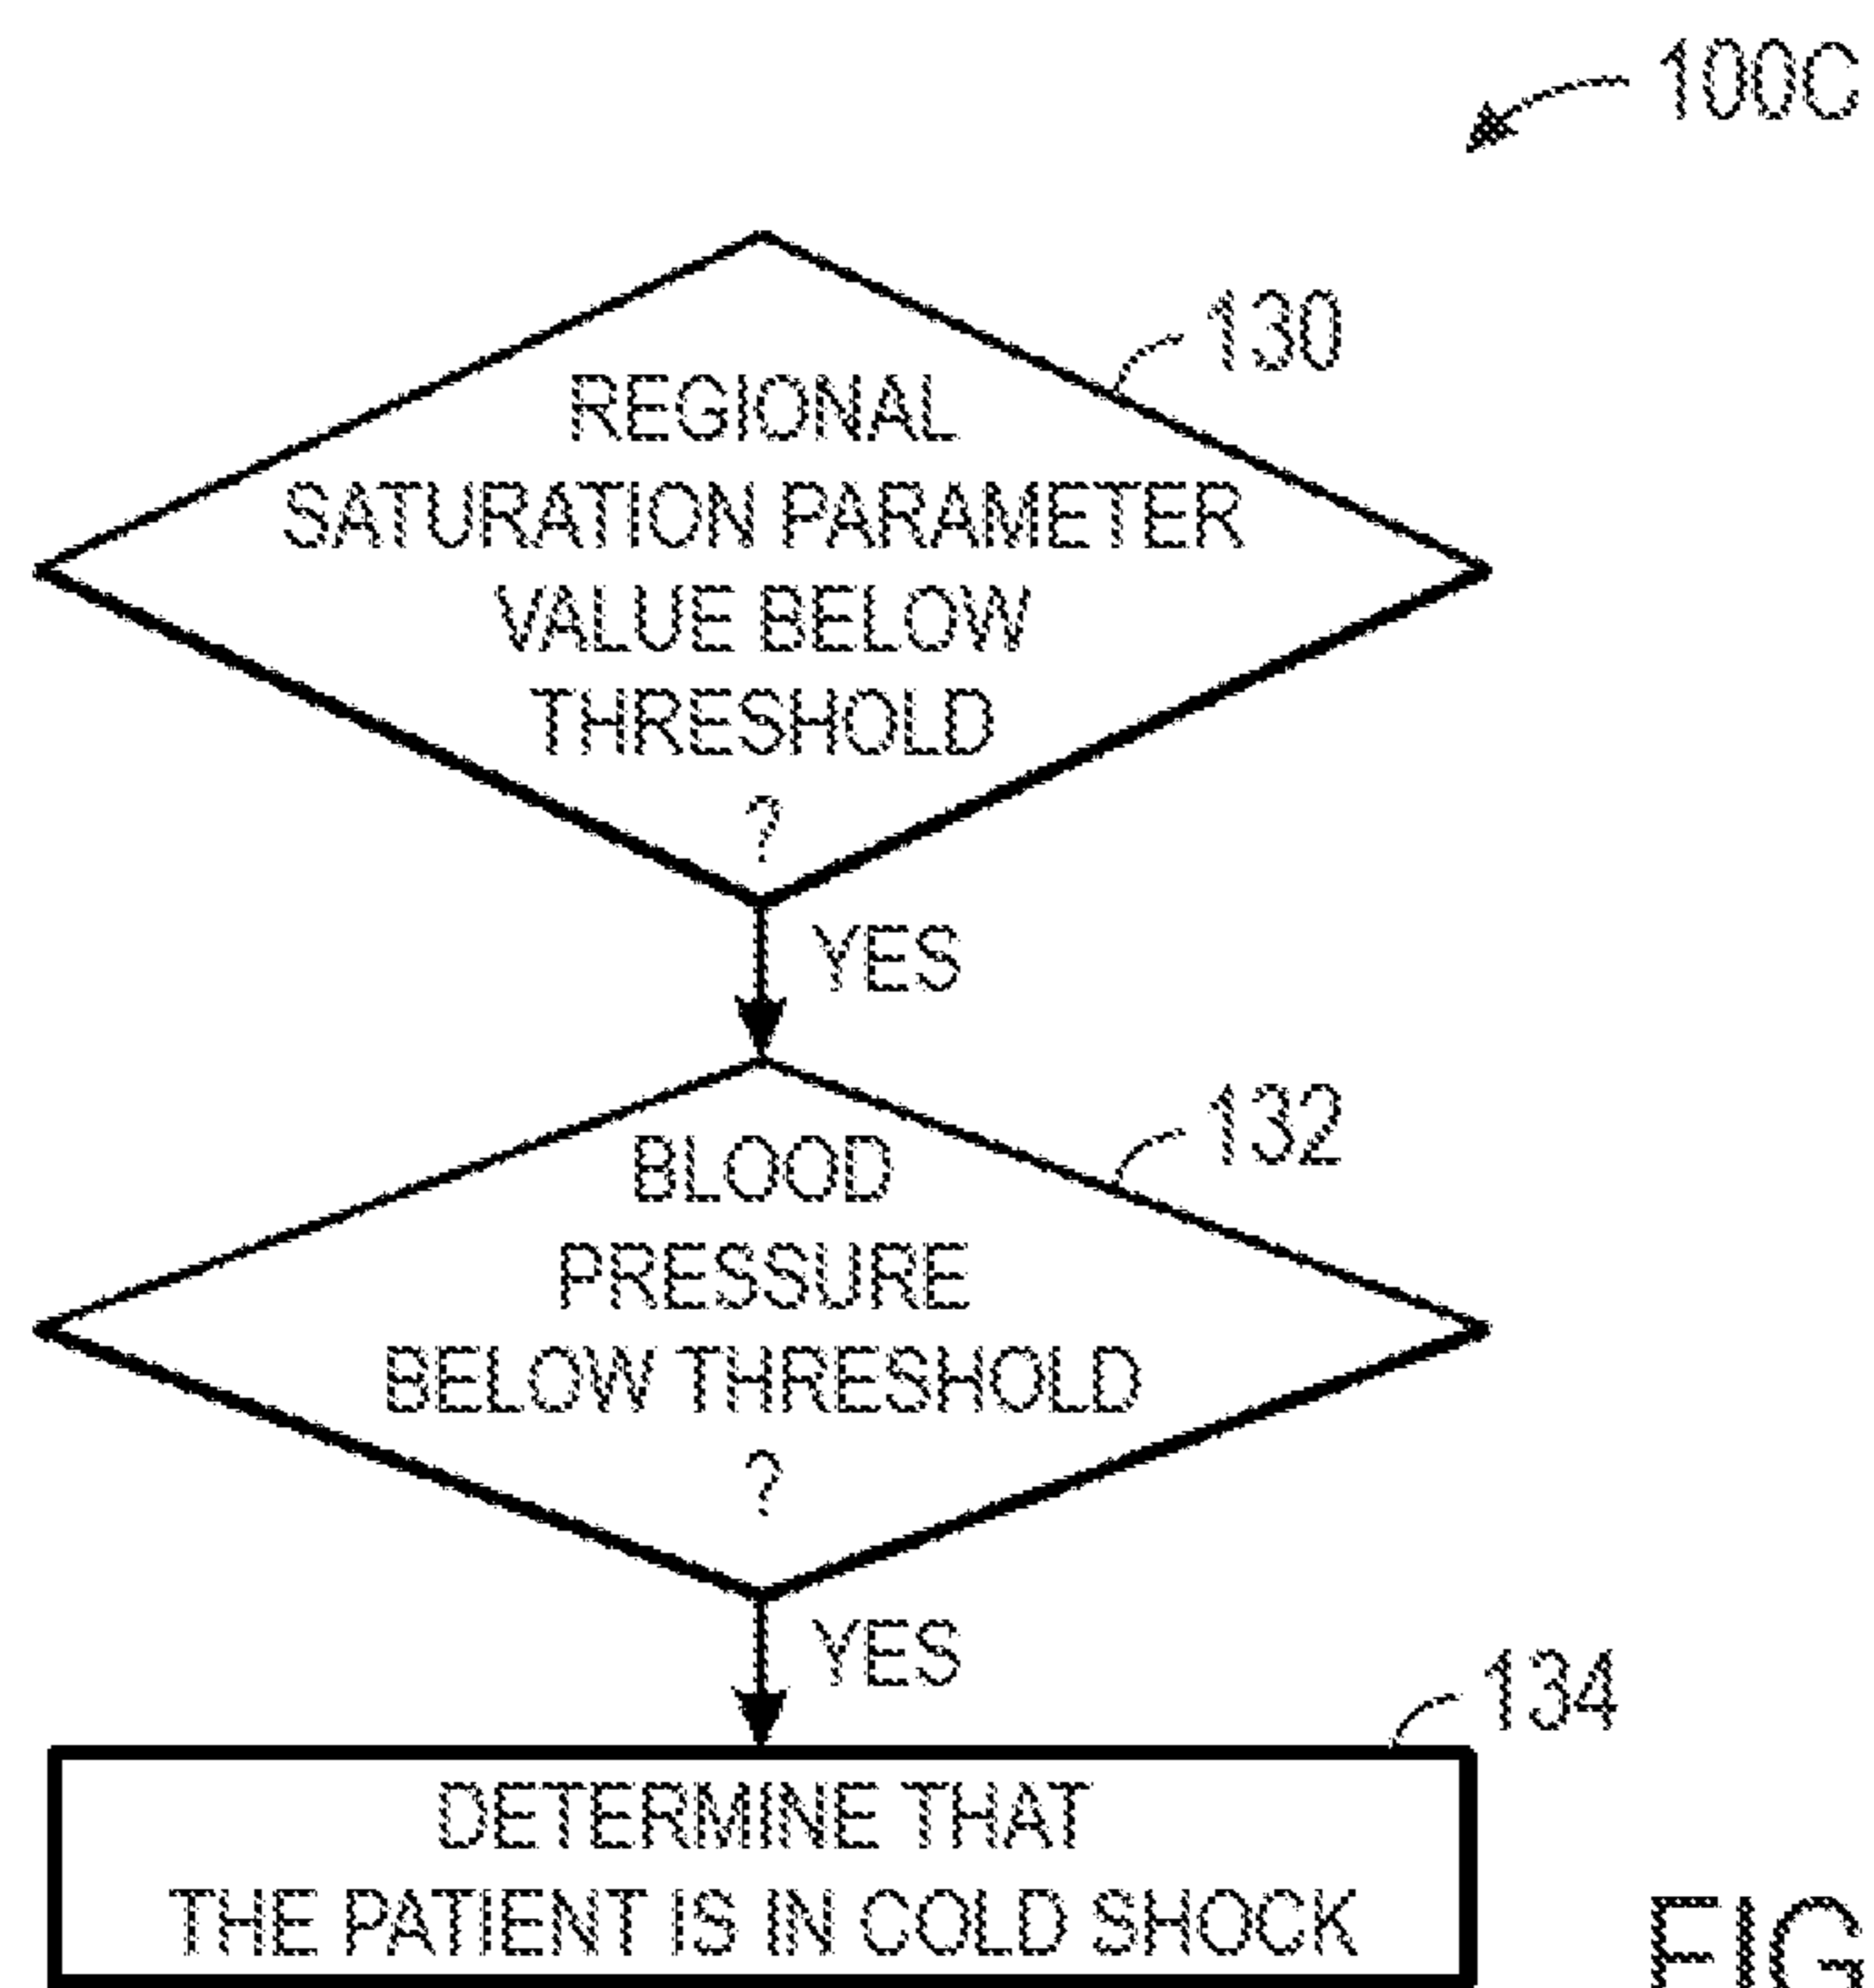 100C
130
REGIONAL
SATURATION PARAMETER
VALUE BELOW
THRESHOLD
?
YES
132
BLOOD
PRESSURE
BELOW THRESHOLD
?
YES
134
DETERMINE THAT
THE PATIENT IS IN COLD SHOCK
FIG